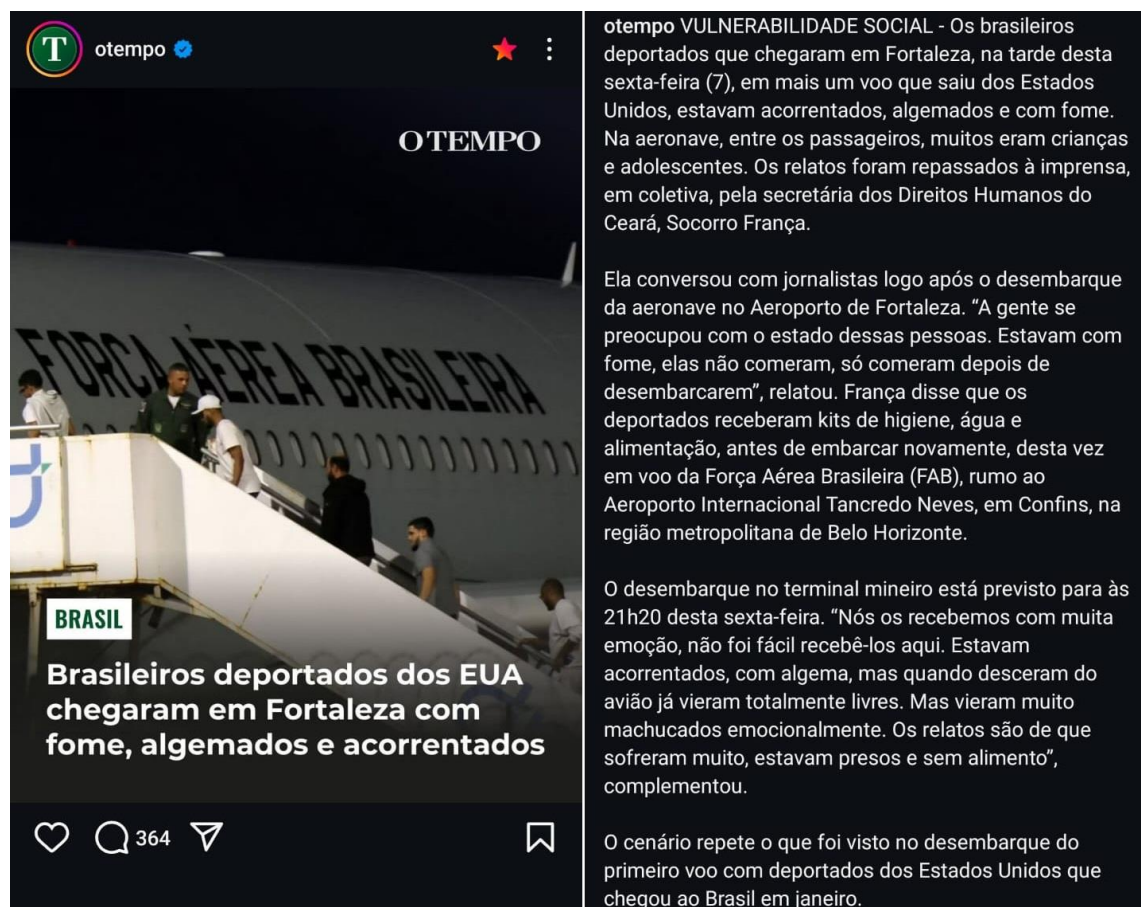 T
otempo
O TEMPO
FORÇA AÉREA BRASILEIRA
BRASIL
Brasileiros deportados dos EUA
chegaram em Fortaleza com
fome, algemados e acorrentados
364
otempo VULNERABILIDADE SOCIAL - Os brasileiros
deportados que chegaram em Fortaleza, na tarde desta
sexta-feira (7), em mais um voo que saiu dos Estados
Unidos, estavam acorrentados, algemados e com fome.
Na aeronave, entre os passageiros, muitos eram crianças
e adolescentes. Os relatos foram repassados à imprensa,
em coletiva, pela secretária dos Direitos Humanos do
Ceará, Socorro França.
Ela conversou com jornalistas logo após o desembarque
da aeronave no Aeroporto de Fortaleza. “A gente se
preocupou com o estado dessas pessoas. Estavam com
fome, elas não comeram, só comeram depois de
desembarcarem”, relatou. França disse que os
deportados receberam kits de higiene, água e
alimentação, antes de embarcar novamente, desta vez
em voo da Força Aérea Brasileira (FAB), rumo ao
Aeroporto Internacional Tancredo Neves, em Confins, na
região metropolitana de Belo Horizonte.
O desembarque no terminal mineiro está previsto para às
21h20 desta sexta-feira. “Nós os recebemos com muita
emoção, não foi fácil recebê-los aqui. Estavam
acorrentados, com algema, mas quando desceram do
avião já vieram totalmente livres. Mas vieram muito
machucados emocionalmente. Os relatos são de que
sofreram muito, estavam presos e sem alimento”,
complementou.
O cenário repete o que foi visto no desembarque do
primeiro voo com deportados dos Estados Unidos que
chegou ao Brasil em janeiro.